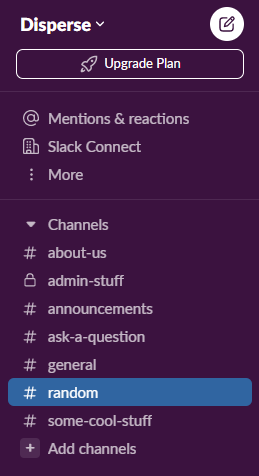 Disperse
Upgrade Plan
@ Mentions & reactions
Slack Connect
More
Channels
# about-us
admin-stuff
# announcements
# ask-a-question
# general
# random
# some-cool-stuff
+ Add channels